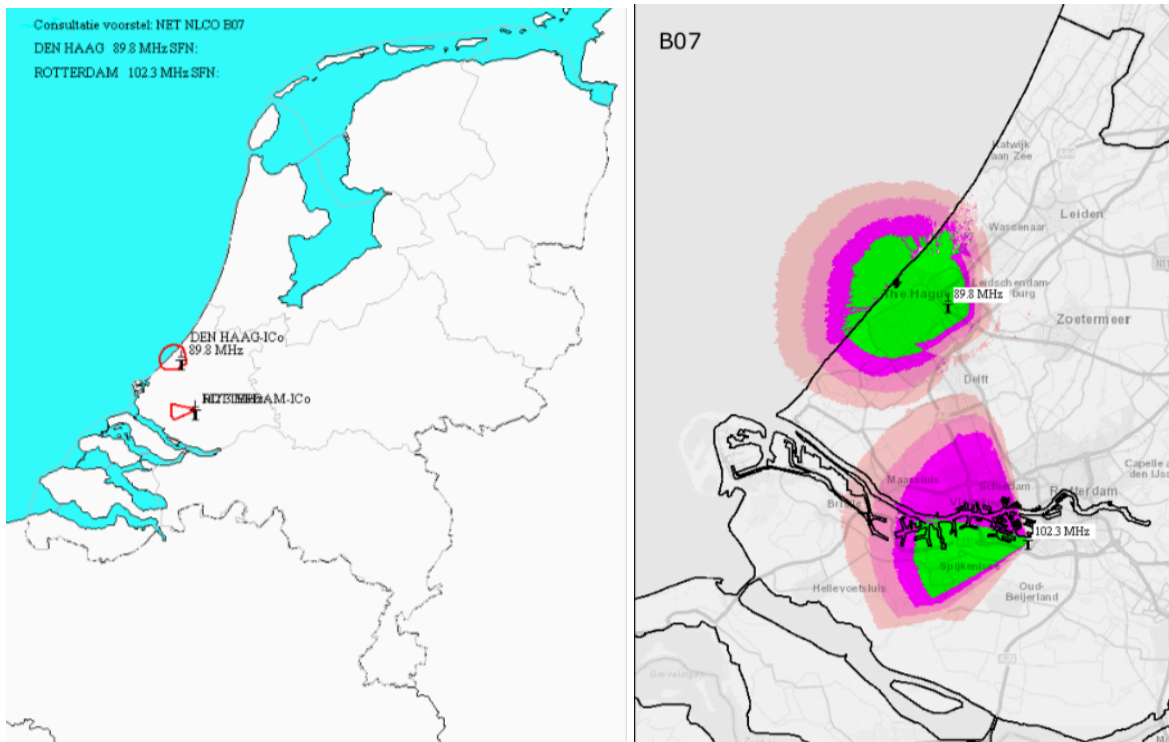 Consultatie voorstel: NET NLCO B07
DEN HAAG 89.8 MHz SFN:
ROTTERDAM 102.3 MHz SFN:
DEN HAAG-ICo
89.8 MHz
B07
Katwijk
aan Zee
Leiden
Wassenaar
Leidschendam-
burg
The Hague
89.8 MHz
Zoetermeer
Delft
Maassluis
Schiedam
Rotterdam
Capelle a
den IJs
102.3 MHz
Spijkenisse
Hellevoetsluis
Oud-
Beijerland
Grevelingen